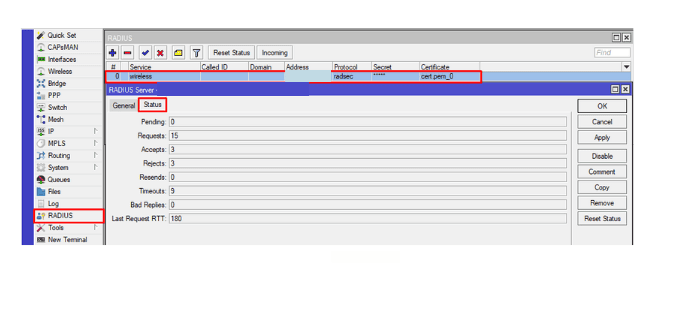 Quick Set
CAPsMAN
Interfaces
Wireless
Bridge
PPP
Switch
Mesh
IP
MPLS
Routing
System
Queues
Files
Log
RADIUS
Tools
New Terminal
RADIUS
Reset Status Incoming Find
# Service Called ID Domain Address Protocol Secret Certificate
0 wireless radsec ***** cert.pem_0
RADIUS Server
General Status
Pending: 0
Requests: 15
Accepts: 3
Rejects: 3
Resends: 0
Timeouts: 9
Bad Replies: 0
Last Request RTT: 180
OK
Cancel
Apply
Disable
Comment
Copy
Remove
Reset Status